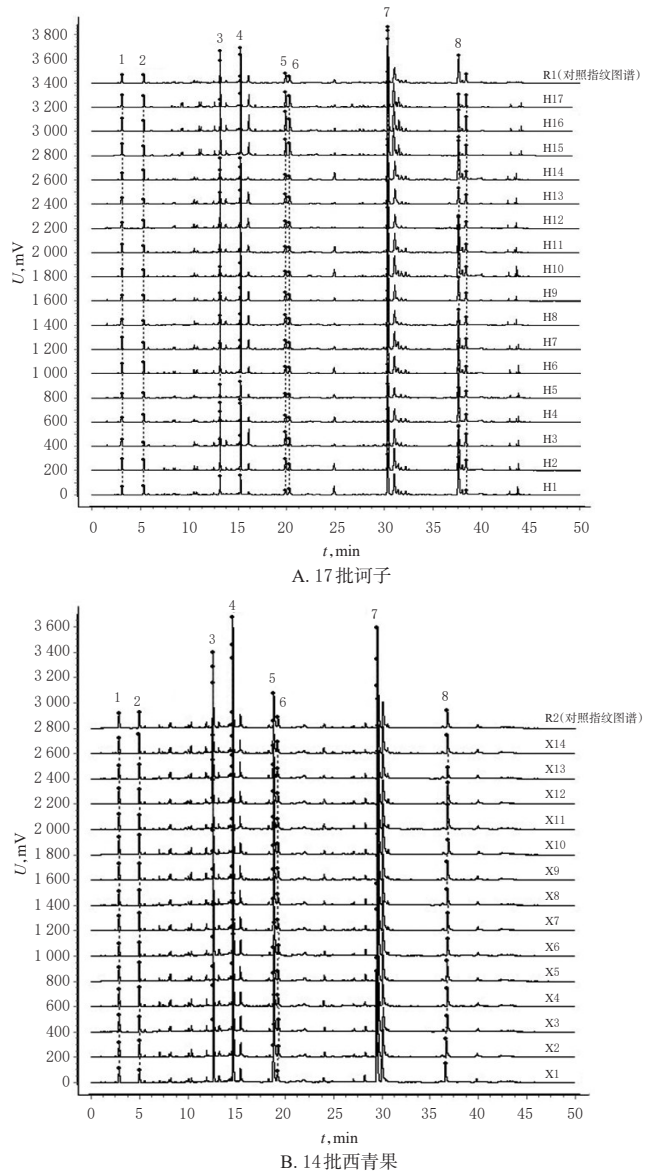 7
3 800
3 600
3
4
8
1
2
5
6
3 400
R1(对照指纹图谱)
3 200
H17
3 000
H16
2 800
H15
2 600
H14
2 400
H13
2 200
H12
2 000
H11
1 800
H10
1 600
H9
1 400
H8
1 200
H7
1 000
H6
800
H5
600
H4
400
H3
200
H2
0
H1
U,mV
0 5 10 15 20 25 30 35 40 45 50
t,min
A. 17批诃子
3 600
4
7
3 400
3
3 200
3 000
5
1
2
6
8
2 800
R2(对照指纹图谱)
2 600
X14
2 400
X13
2 200
X12
2 000
X11
1 800
X10
1 600
X9
1 400
X8
1 200
X7
1 000
X6
800
X5
600
X4
400
X3
200
X2
0
X1
U,mV
0 5 10 15 20 25 30 35 40 45 50
t,min
B. 14批西青果